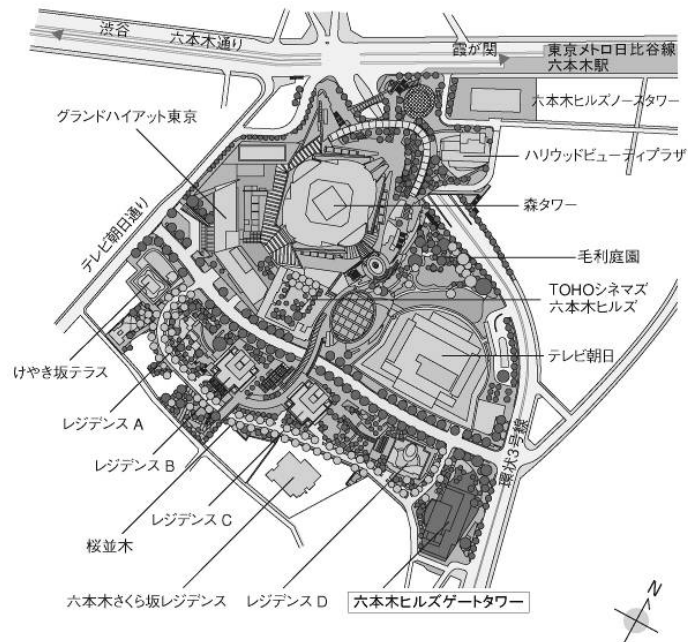 渋谷
六本木通り
霞が関
東京メトロ日比谷線
六本木駅
六本木ヒルズノースタワー
グランドハイアット東京
ハリウッドビューティプラザ
森タワー
テレビ朝日通り
毛利庭園
TOHOシネマズ
六本木ヒルズ
テレビ朝日
けやき坂テラス
レジデンス A
レジデンス B
環状3号線
レジデンス C
桜並木
六本木さくら坂レジデンス
レジデンス D
六本木ヒルズゲートタワー
N